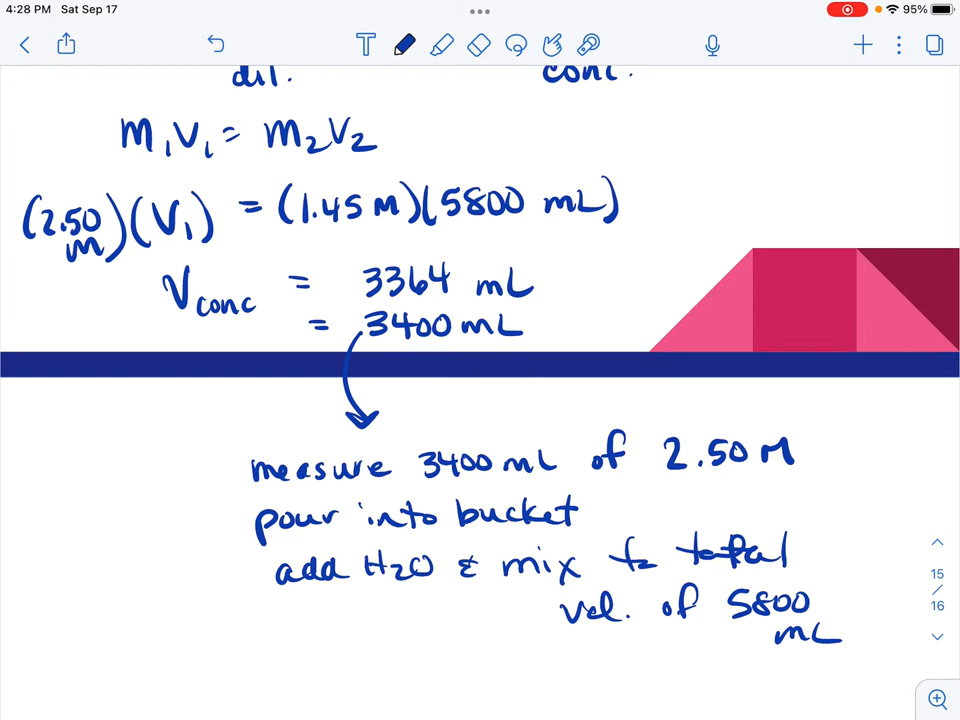 4:28 PM Sat Sep 17
95%
T
dil. conc.
M₁V₁ = M₂V₂
(2.50 M)(V₁) = (1.45 M)(5800 mL)
Vconc = 3364 mL
= 3400 mL
measure 3400 mL of 2.50 M
pour into bucket
add H2O & mix to total
vol. of 5800
mL
15
/
16